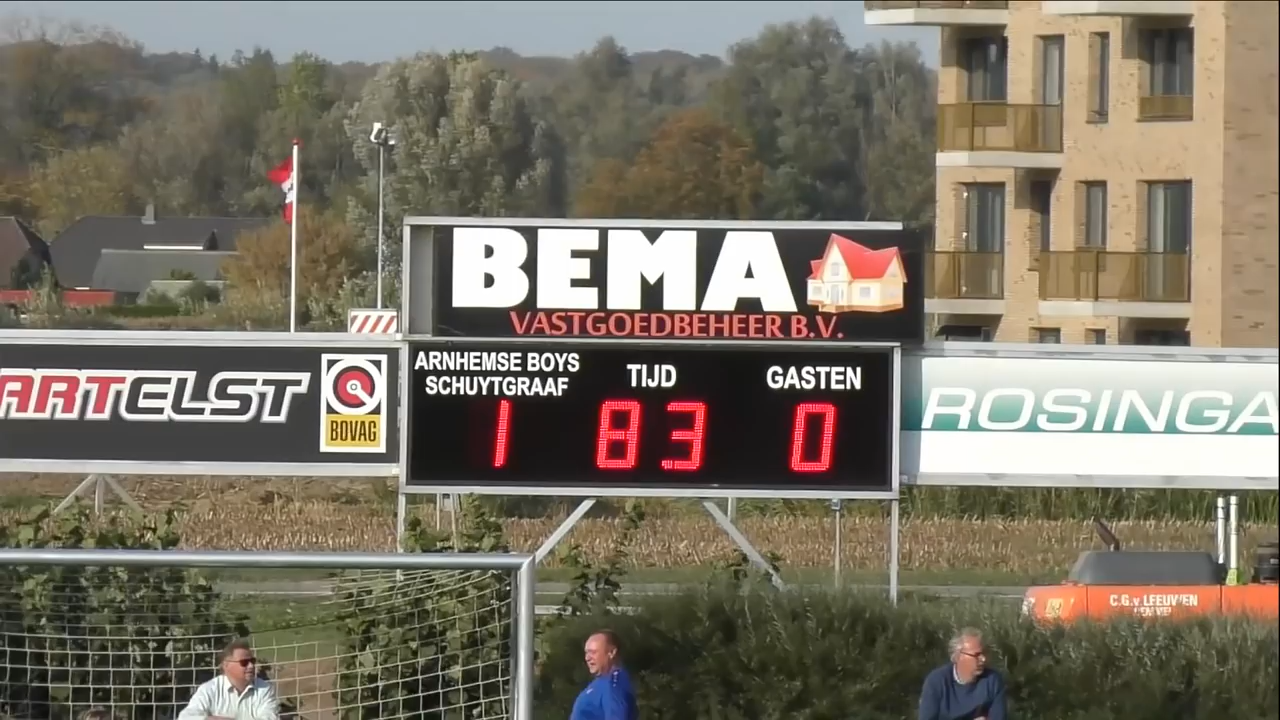 BEMA
VASTGOEDBEHEER B.V.
ARTELST
BOVAG
ARNHEMSE BOYS
SCHUYTGRAAF
TIJD
GASTEN
1 83 0
ROSINGA
C.G.v LEEUWEN